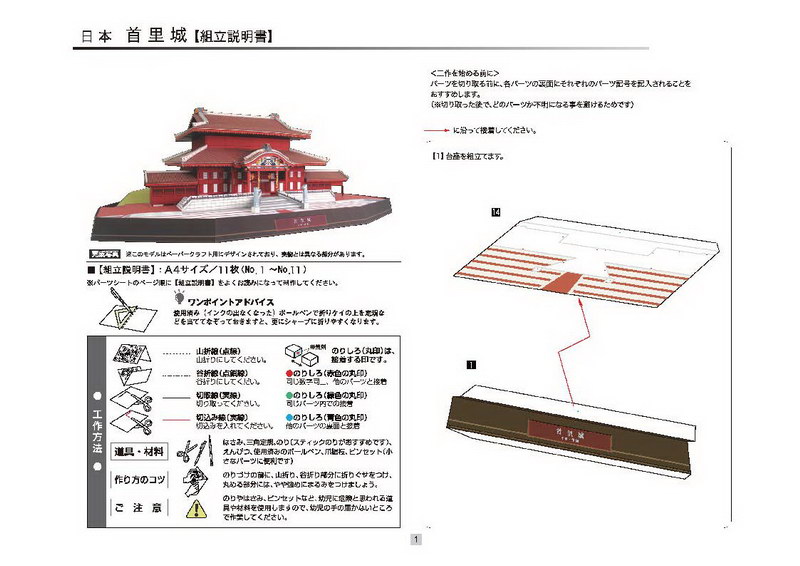 日本 首里城【組立説明書】
完成写真 ※このモデルはペーパークラフト用にデザインされており、実物とは異なる部分があります。
■【組立説明書】:A4サイズ/11枚(No.1 ～No.11)
※パーツシートのページ順に【組立説明書】をよくお読みになって制作してください。
ワンポイントアドバイス
使用済み(インクの出なくなった)ボールペンで折りケイの上を定規な
どを当ててなぞっておきますと、更にシャープに折りやすくなります。
●工作方法●
山折線(点線)
山折りにしてください。
谷折線(点鎖線)
谷折りにしてください。
切取線(実線)
切り取ってください。
切込み線(実線)
切込みを入れてください。
のりしろ(丸印)は、
接着する印です。
●のりしろ(赤色の丸印)
同じ数字同士、他のパーツと接着
●のりしろ(緑色の丸印)
同じパーツ内での接着
●のりしろ(青色の丸印)
他のパーツの裏面と接着
道具・材料
はさみ、三角定規、のり(スティックのりがおすすめです)、
えんぴつ、使用済みのボールペン、爪楊枝、ピンセット(小
さなパーツに便利です)
作り方のコツ
のりづけの前に、山折り、谷折り部分に折りぐせをつけ、
丸める部分には、やや強めにまるみをつけましょう。
ご注意
のりやはさみ、ピンセットなど、幼児に危険と思われる道
具や材料を使用しますので、幼児の手の届かないところ
で作業してください。
＜工作を始める前に＞
パーツを切り取る前に、各パーツの裏面にそれぞれのパーツ記号を記入されることを
おすすめします。
(※切り取った後で、どのパーツか不明になる事を避けるためです)
に沿って接着してください。
【1】台座を組立てます。
14
1
首里城
1